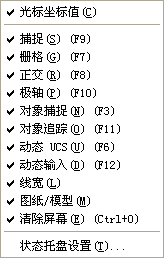 光标坐标值(C)
捕捉(S) (F9)
栅格(G) (F7)
正交(R) (F8)
极轴(P) (F10)
对象捕捉(N) (F3)
对象追踪(O) (F11)
动态 UCS(U) (F6)
动态输入(D) (F12)
线宽(L)
图纸/模型(M)
清除屏幕(E) (Ctrl+0)
状态托盘设置(T)...